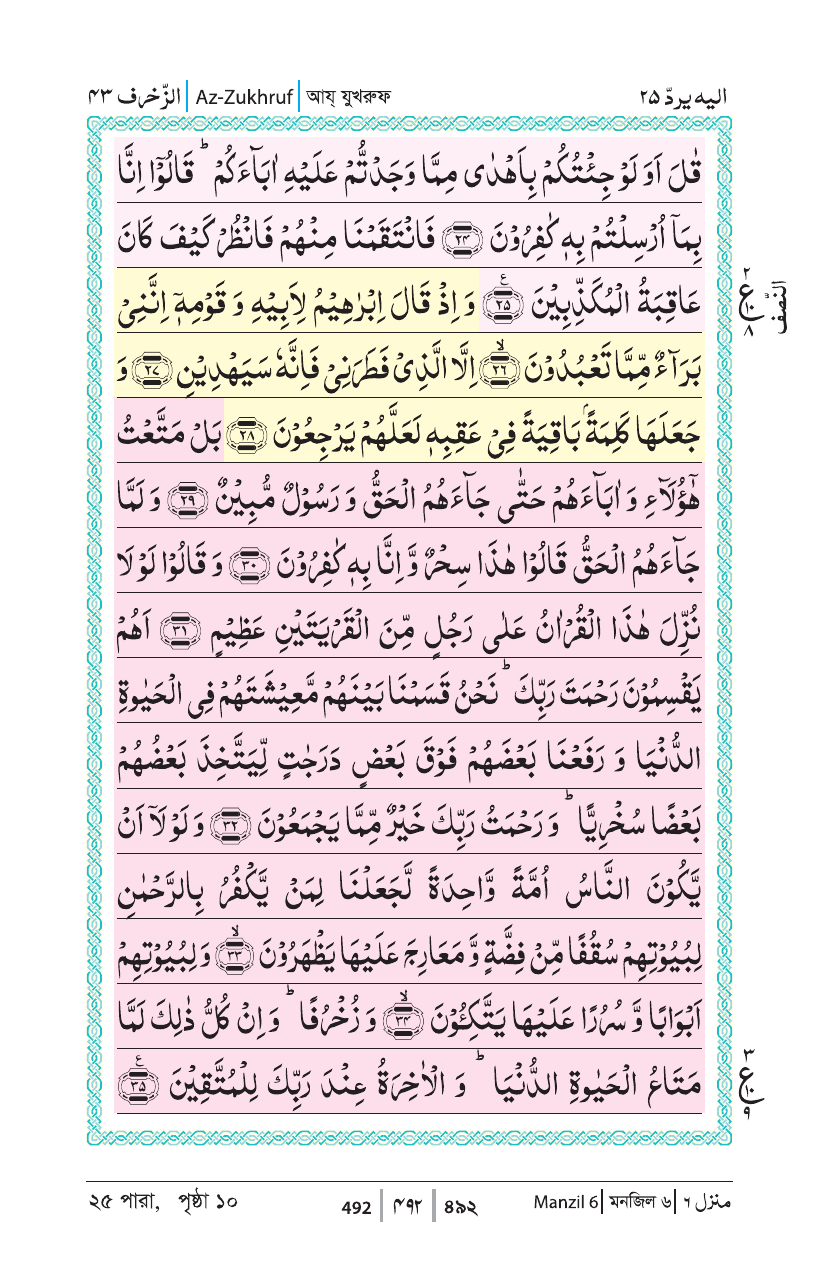 الزّخرف ۴۳ | Az-Zukhruf | আয্ যুখরুফ
اليه يردّ ۲۵
قٰلَ اَوَ لَوْ جِئْتُكُمْ بِاَهْدٰى مِمَّا وَجَدْتُّمْ عَلَيْهِ اٰبَآءَكُمْ ؕ قَالُوْۤا اِنَّا
بِمَاۤ اُرْسِلْتُمْ بِهٖ كٰفِرُوْنَ ۲۴ فَانْتَقَمْنَا مِنْهُمْ فَانْظُرْ كَيْفَ كَانَ
عَاقِبَةُ الْمُكَذِّبِيْنَ ۲۵ ع وَ اِذْ قَالَ اِبْرٰهِيْمُ لِاَبِيْهِ وَ قَوْمِهٖۤ اِنَّنِيْ
۲ ع ۸
النّصف
بَرَآءٌ مِّمَّا تَعْبُدُوْنَ ۲۶ ۙ اِلَّا الَّذِيْ فَطَرَنِيْ فَاِنَّهٗ سَيَهْدِيْنِ ۲۷ وَ
جَعَلَهَا كَلِمَةًۢ بَاقِيَةً فِيْ عَقِبِهٖ لَعَلَّهُمْ يَرْجِعُوْنَ ۲۸ بَلْ مَتَّعْتُ
هٰۤؤُلَآءِ وَ اٰبَآءَهُمْ حَتّٰى جَآءَهُمُ الْحَقُّ وَ رَسُوْلٌ مُّبِيْنٌ ۲۹ وَ لَمَّا
جَآءَهُمُ الْحَقُّ قَالُوْا هٰذَا سِحْرٌ وَّ اِنَّا بِهٖ كٰفِرُوْنَ ۳۰ وَ قَالُوْا لَوْ لَا
نُزِّلَ هٰذَا الْقُرْاٰنُ عَلٰى رَجُلٍ مِّنَ الْقَرْيَتَيْنِ عَظِيْمٍ ۳۱ اَهُمْ
يَقْسِمُوْنَ رَحْمَتَ رَبِّكَ ؕ نَحْنُ قَسَمْنَا بَيْنَهُمْ مَّعِيْشَتَهُمْ فِي الْحَيٰوةِ
الدُّنْيَا وَ رَفَعْنَا بَعْضَهُمْ فَوْقَ بَعْضٍ دَرَجٰتٍ لِّيَتَّخِذَ بَعْضُهُمْ
بَعْضًا سُخْرِيًّا ؕ وَ رَحْمَتُ رَبِّكَ خَيْرٌ مِّمَّا يَجْمَعُوْنَ ۳۲ وَ لَوْ لَاۤ اَنْ
يَّكُوْنَ النَّاسُ اُمَّةً وَّاحِدَةً لَّجَعَلْنَا لِمَنْ يَّكْفُرُ بِالرَّحْمٰنِ
لِبُيُوْتِهِمْ سُقُفًا مِّنْ فِضَّةٍ وَّ مَعَارِجَ عَلَيْهَا يَظْهَرُوْنَ ۳۳ ۙ وَ لِبُيُوْتِهِمْ
اَبْوَابًا وَّ سُرُرًا عَلَيْهَا يَتَّكِئُوْنَ ۳۴ ۙ وَ زُخْرُفًا ؕ وَ اِنْ كُلُّ ذٰلِكَ لَمَّا
مَتَاعُ الْحَيٰوةِ الدُّنْيَا ؕ وَ الْاٰخِرَةُ عِنْدَ رَبِّكَ لِلْمُتَّقِيْنَ ۳۵ ع
۳ ع ۹
২৫ পারা, পৃষ্ঠা ১০
492 | ۴۹۲ | ৪৯২
Manzil 6 | মনজিল ৬ | منزل ۶